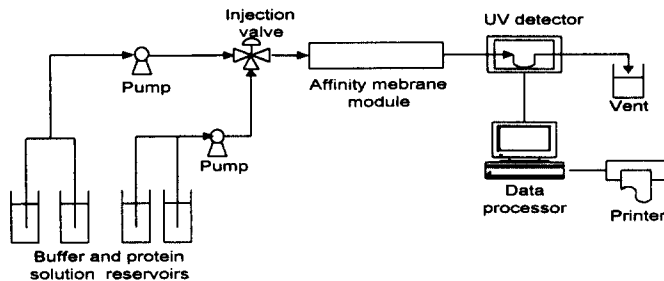 Injection
valve
UV detector
Pump
Affinity mebrane
module
Vent
Pump
Data
processor
Printer
Buffer and protein
solution reservoirs